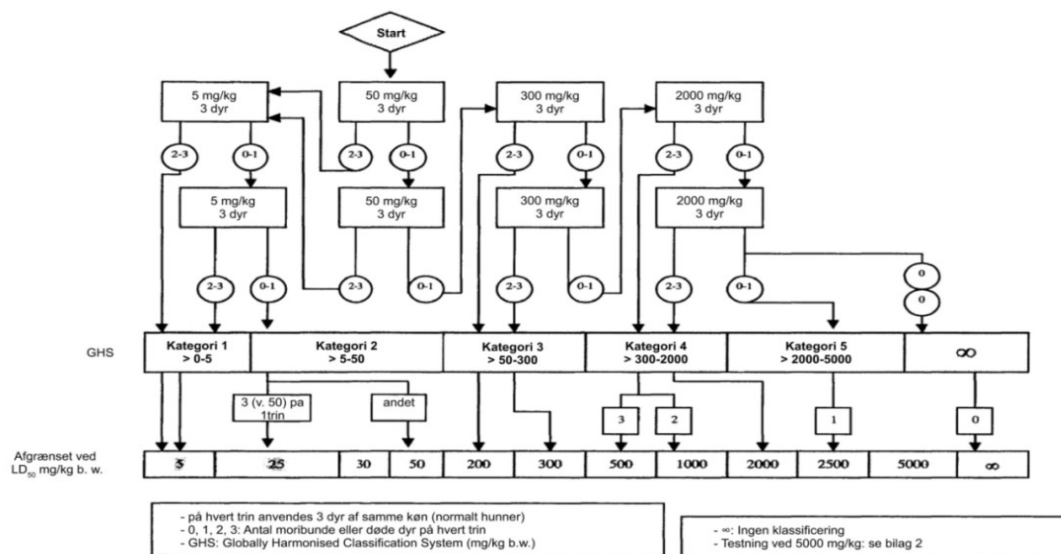 Start
5 mg/kg
3 dyr
50 mg/kg
3 dyr
300 mg/kg
3 dyr
2000 mg/kg
3 dyr
2-3
0-1
2-3
0-1
2-3
0-1
2-3
0-1
5 mg/kg
3 dyr
50 mg/kg
3 dyr
300 mg/kg
3 dyr
2000 mg/kg
3 dyr
2-3
0-1
2-3
0-1
2-3
0-1
2-3
0-1
0
0
GHS
Kategori 1
> 0-5
Kategori 2
> 5-50
Kategori 3
> 50-300
Kategori 4
> 300-2000
Kategori 5
> 2000-5000
∞
3 (v. 50) pa
1trin
andet
3
2
1
0
Afgrænset ved
LD50 mg/kg b. w.
5
25
30
50
200
300
500
1000
2000
2500
5000
∞
- på hvert trin anvendes 3 dyr af samme køn (normalt hunner)
- 0, 1, 2, 3: Antal moribunde eller døde dyr på hvert trin
- GHS: Globally Harmonised Classification System (mg/kg b.w.)
- ∞: Ingen klassificering
- Testning ved 5000 mg/kg: se bilag 2